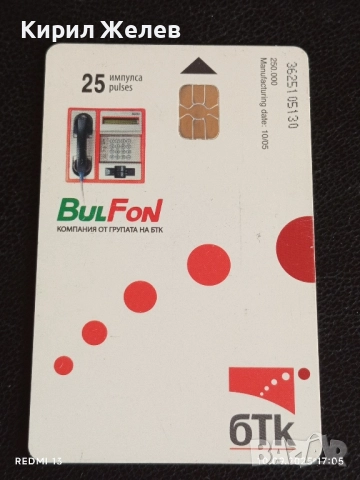 Кирил Желев
25 импулса
pulses
250.000
Manufacturing date: 10/05
3625105130
BULFON
КОМПАНИЯ ОТ ГРУПАТА НА БТК
бТК
REDMI 13